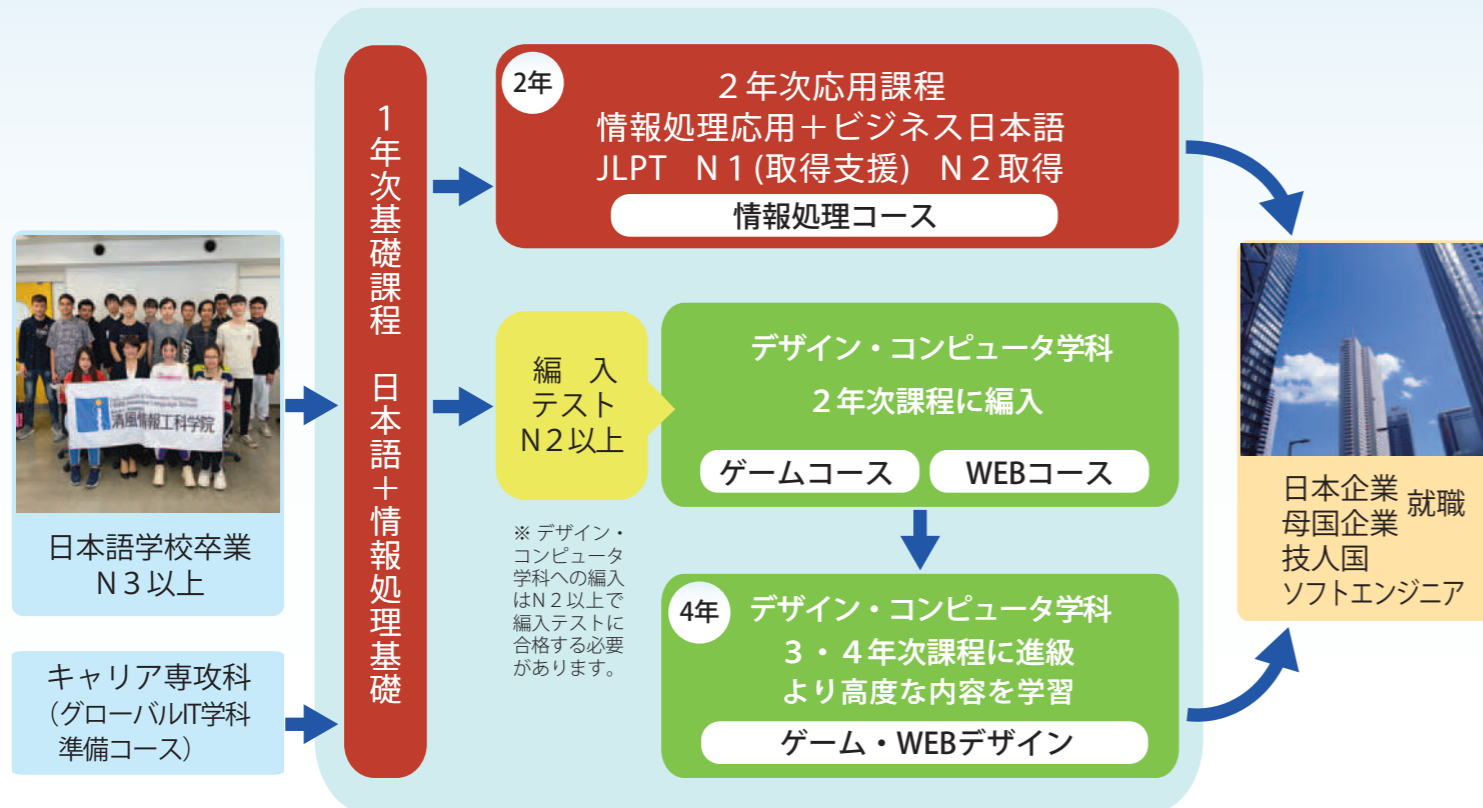 清風情報工科学院
日本語学校卒業
N3以上
キャリア専攻科
(グローバルIT学科
準備コース)
1年次基礎課程 日本語+情報処理基礎
2年
2年次応用課程
情報処理応用+ビジネス日本語
JLPT N1(取得支援) N2取得
情報処理コース
編入
テスト
N2以上
※デザイン・
コンピュータ
学科への編入
はN2以上で
編入テストに
合格する必要
があります。
デザイン・コンピュータ学科
2年次課程に編入
ゲームコース WEBコース
4年
デザイン・コンピュータ学科
3・4年次課程に進級
より高度な内容を学習
ゲーム・WEBデザイン
日本企業
母国企業
就職
技人国
ソフトエンジニア